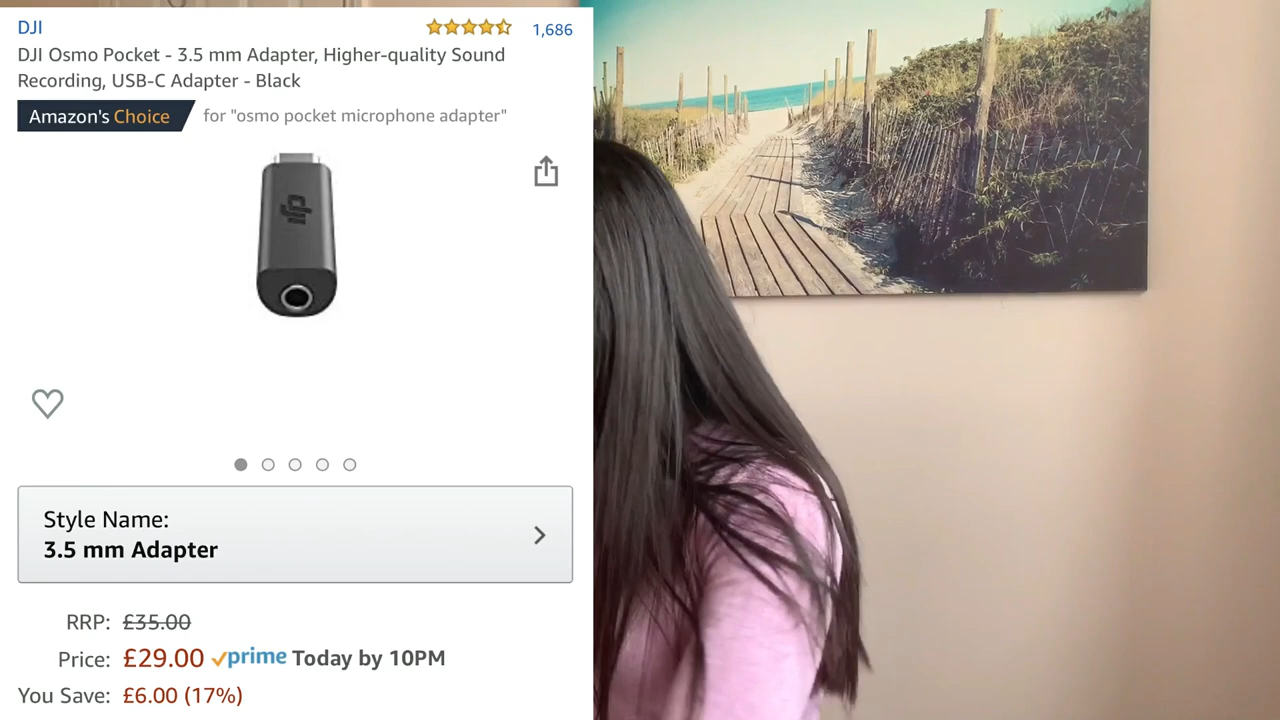 DJI
1,686
DJI Osmo Pocket - 3.5 mm Adapter, Higher-quality Sound
Recording, USB-C Adapter - Black
Amazon's Choice for "osmo pocket microphone adapter"
dji
Style Name:
3.5 mm Adapter
RRP: £35.00
Price: £29.00 prime Today by 10PM
You Save: £6.00 (17%)